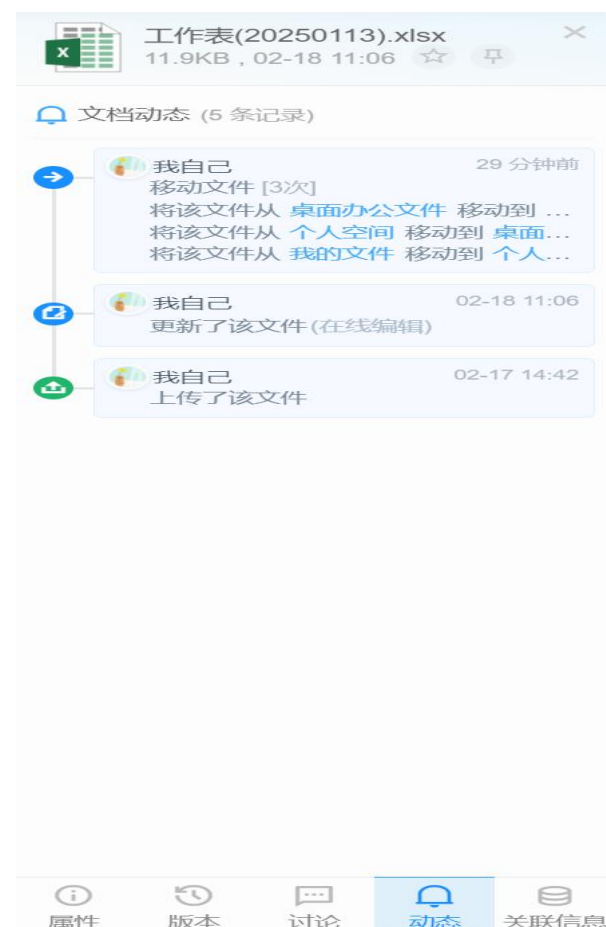 工作表(20250113).xlsx
11.9KB , 02-18 11:06
文档动态 (5 条记录)
我自己 29 分钟前
移动文件 [3次]
将该文件从 桌面办公文件 移动到 ...
将该文件从 个人空间 移动到 桌面...
将该文件从 我的文件 移动到 个人...
我自己 02-18 11:06
更新了该文件(在线编辑)
我自己 02-17 14:42
上传了该文件
属性 版本 讨论 动态 关联信息